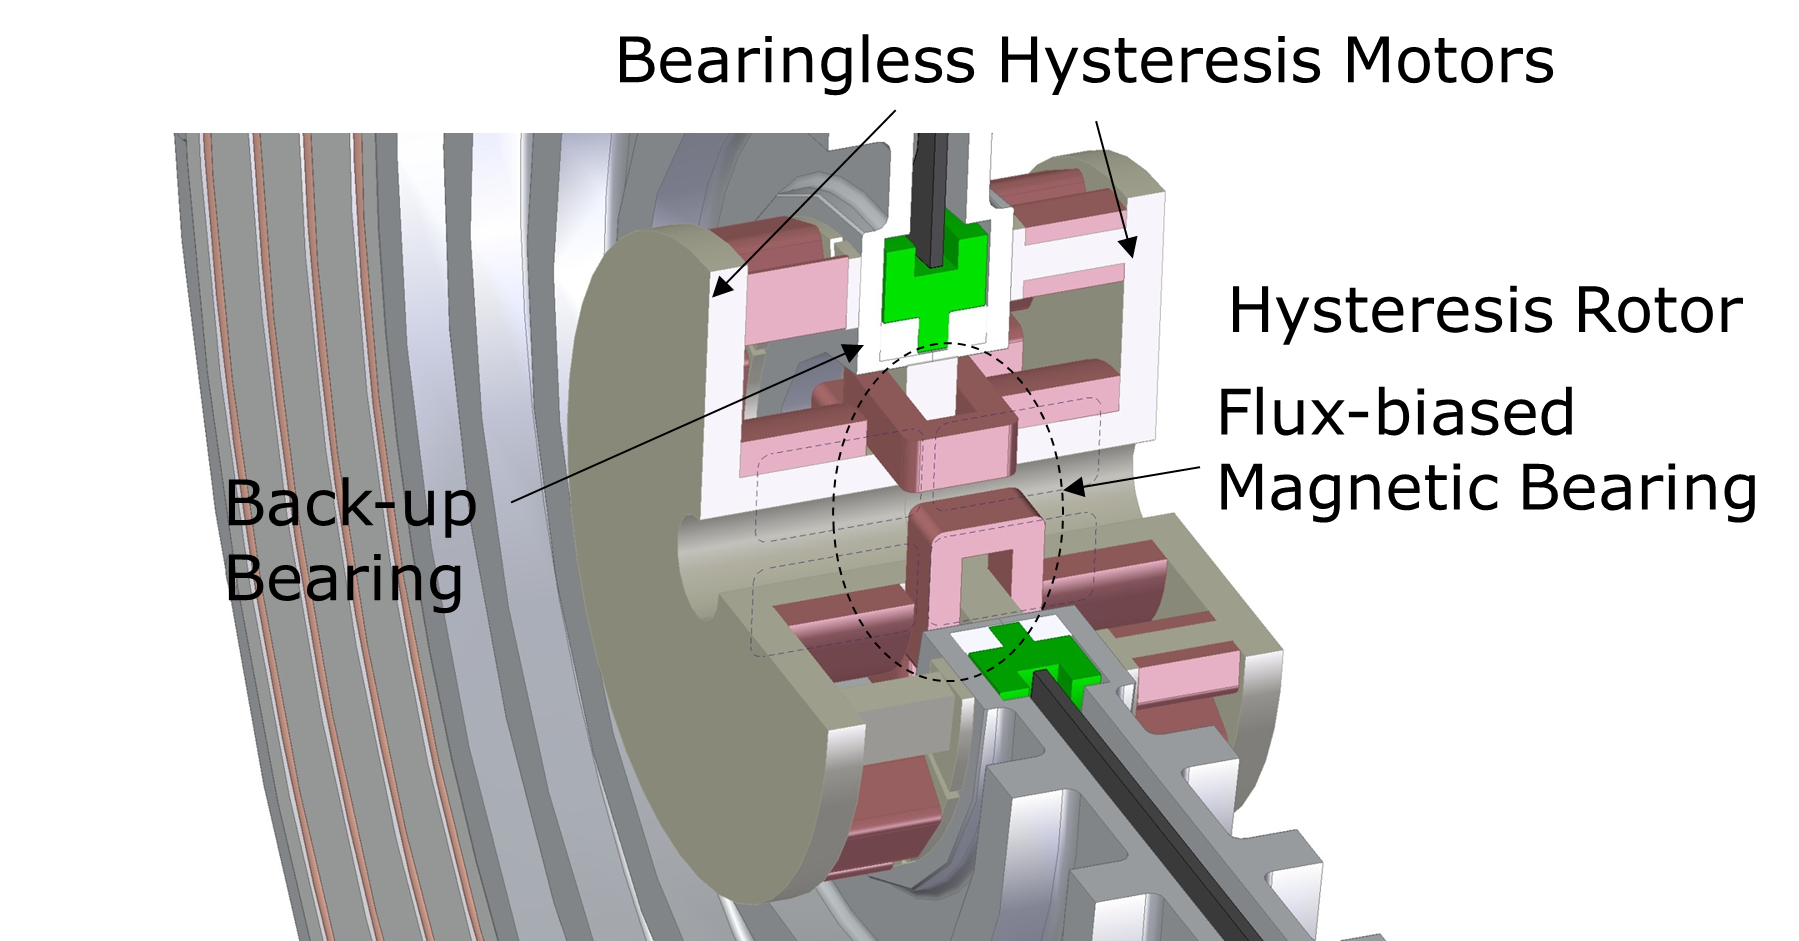 Bearingless Hysteresis Motors
Hysteresis Rotor
Flux-biased
Magnetic Bearing
Back-up
Bearing